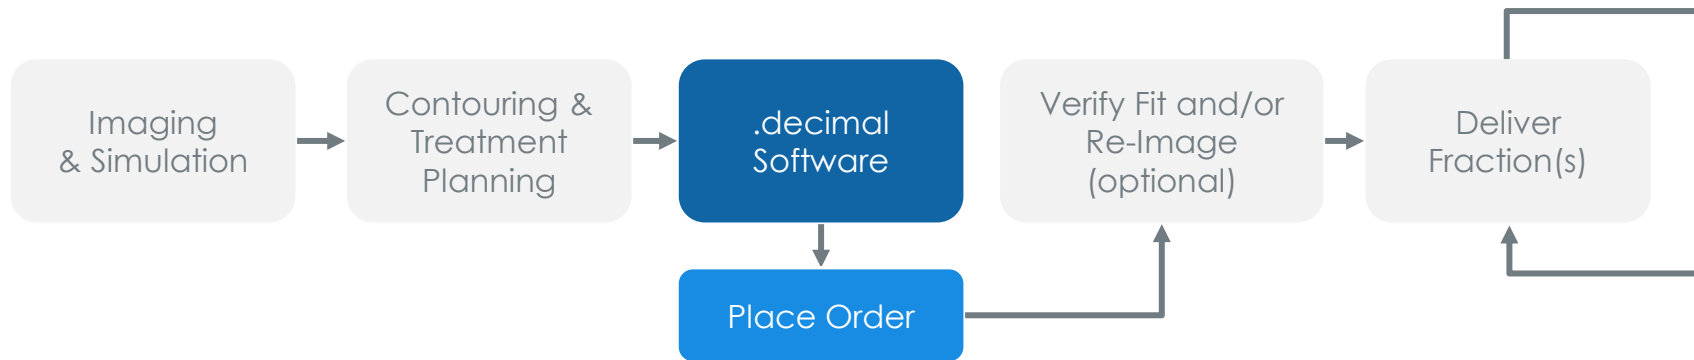 Imaging
& Simulation
Contouring &
Treatment
Planning
.decimal
Software
Place Order
Verify Fit and/or
Re-Image
(optional)
Deliver
Fraction(s)